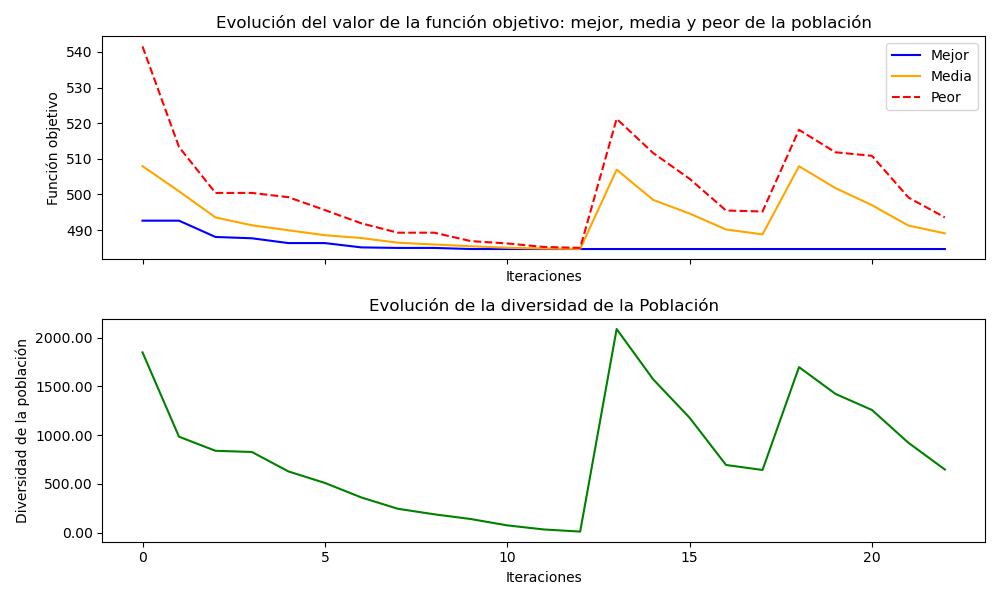 Evolución del valor de la función objetivo: mejor, media y peor de la población
Función objetivo
540
530
520
510
500
490
Mejor
Media
Peor
Iteraciones
Evolución de la diversidad de la Población
Diversidad de la población
2000.00
1500.00
1000.00
500.00
0.00
0 5 10 15 20
Iteraciones